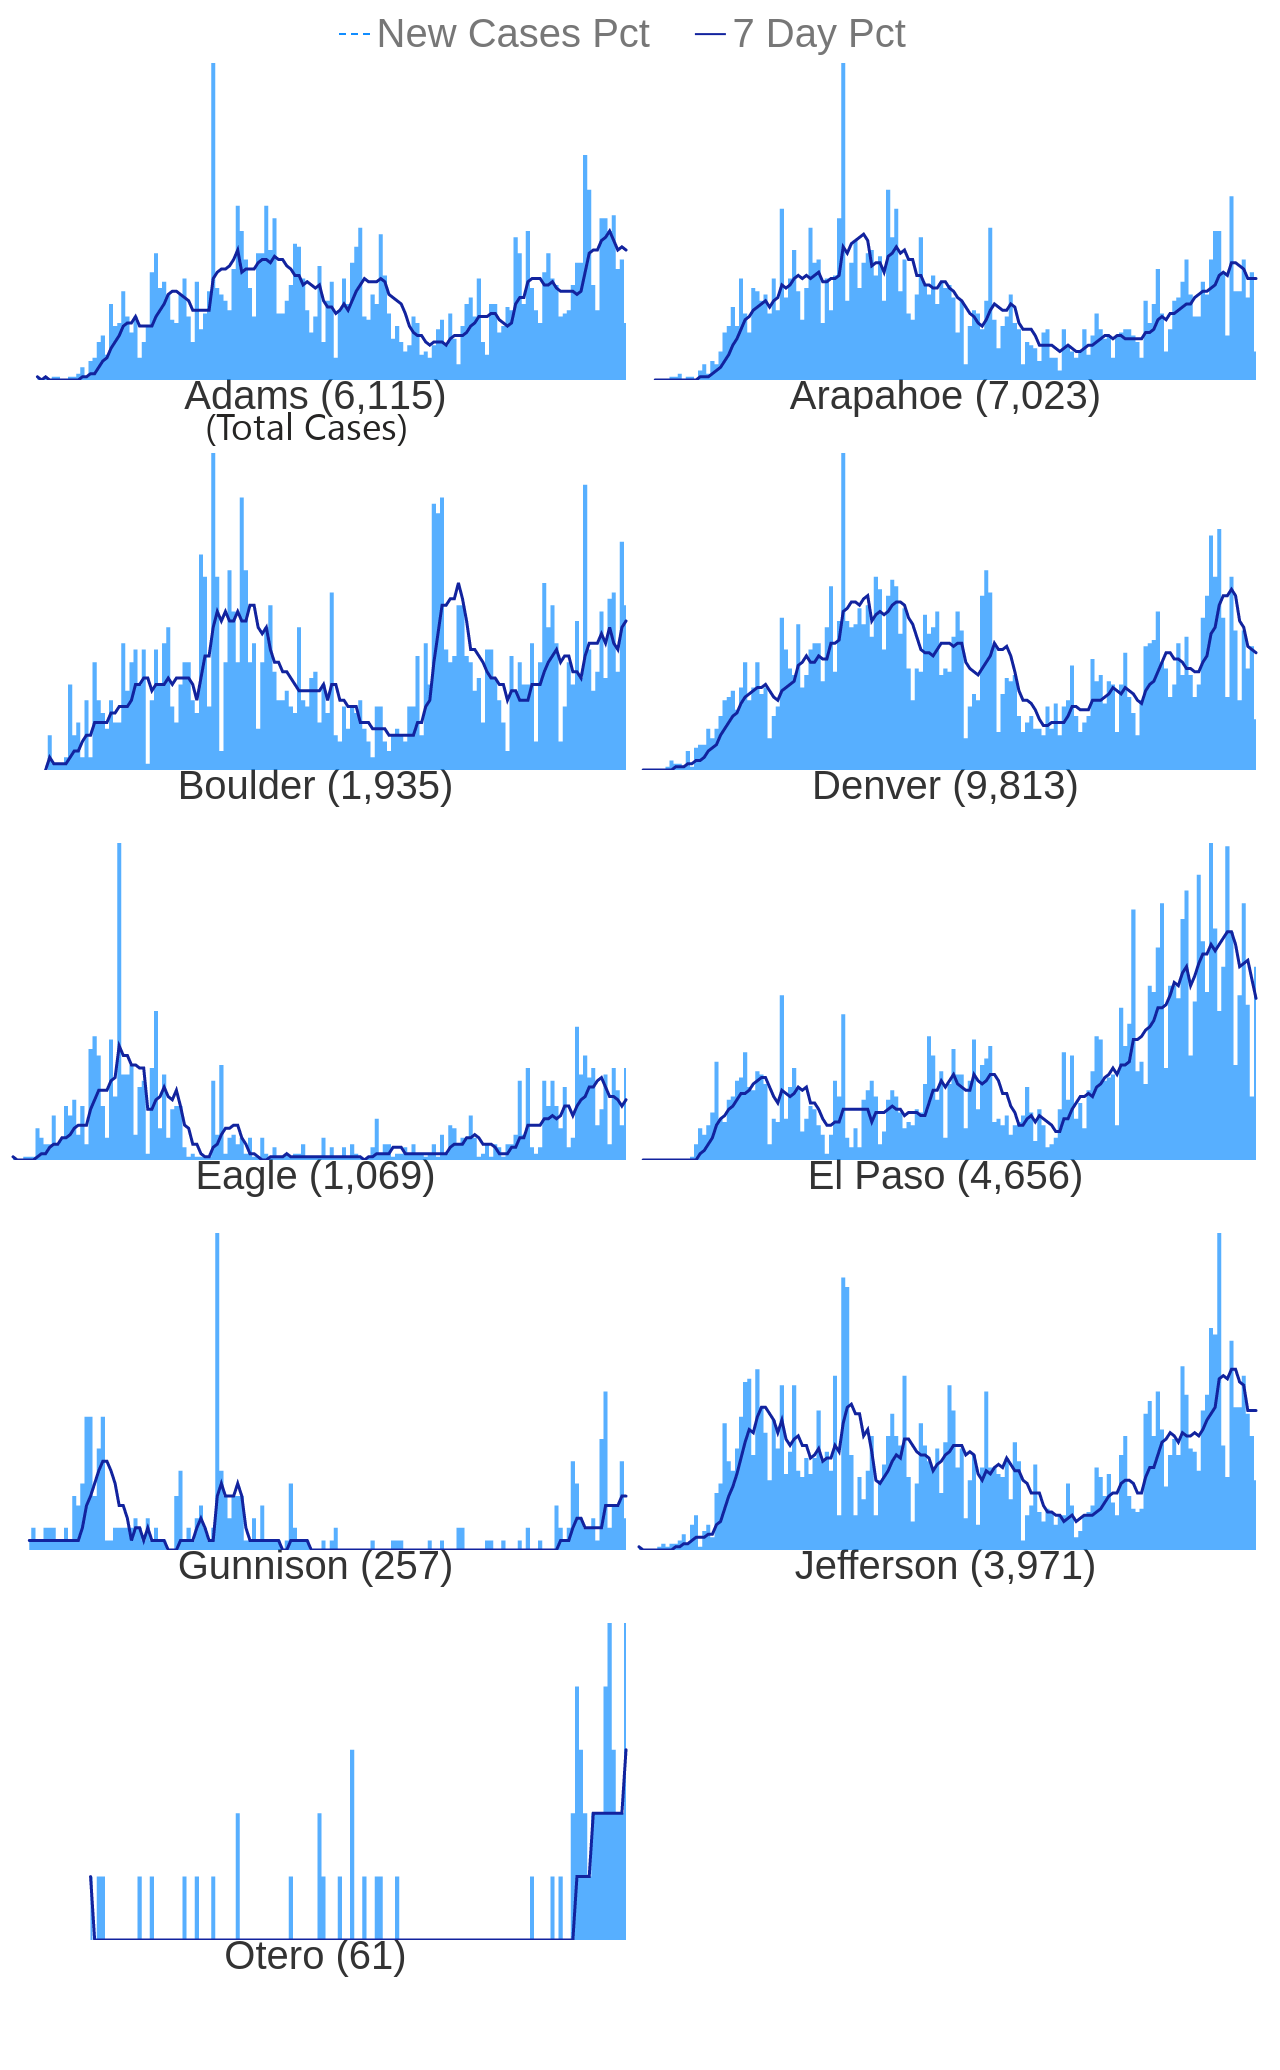 New Cases Pct 7 Day Pct
Adams (6,115) Arapahoe (7,023)
(Total Cases)
Boulder (1,935) Denver (9,813)
Eagle (1,069) El Paso (4,656)
Gunnison (257) Jefferson (3,971)
Otero (61)